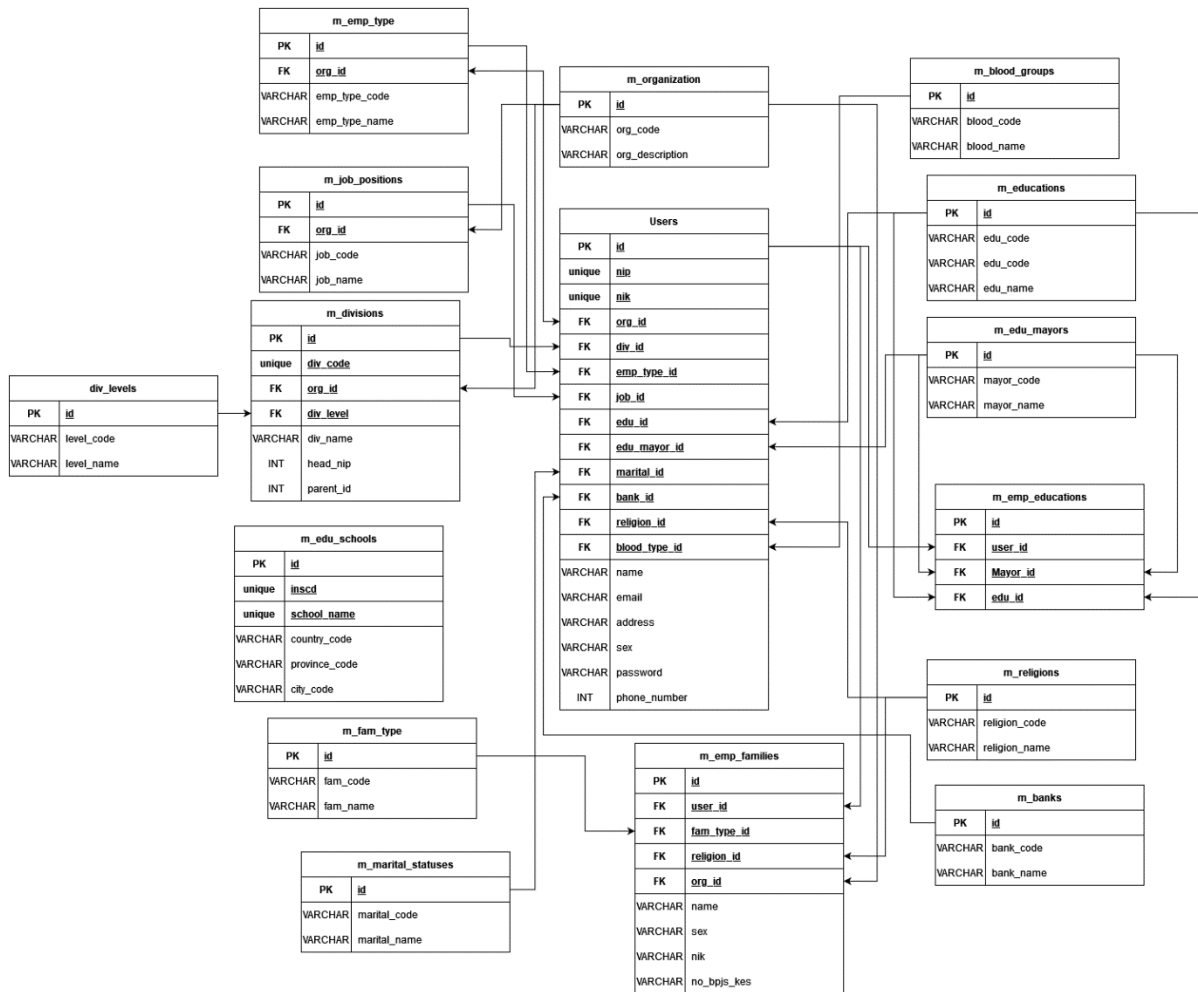 m_emp_type
PK id
FK org_id
VARCHAR emp_type_code
VARCHAR emp_type_name
m_organization
PK id
VARCHAR org_code
VARCHAR org_description
m_blood_groups
PK id
VARCHAR blood_code
VARCHAR blood_name
m_job_positions
PK id
FK org_id
VARCHAR job_code
VARCHAR job_name
m_educations
PK id
VARCHAR edu_code
VARCHAR edu_code
VARCHAR edu_name
Users
PK id
unique nip
unique nik
FK org_id
FK div_id
FK emp_type_id
FK job_id
FK edu_id
FK edu_mayor_id
FK marital_id
FK bank_id
FK religion_id
FK blood_type_id
VARCHAR name
VARCHAR email
VARCHAR address
VARCHAR sex
VARCHAR password
INT phone_number
m_divisions
PK id
unique div_code
FK org_id
FK div_level
VARCHAR div_name
INT head_nip
INT parent_id
m_edu_mayors
PK id
VARCHAR mayor_code
VARCHAR mayor_name
div_levels
PK id
VARCHAR level_code
VARCHAR level_name
m_emp_educations
PK id
FK user_id
FK Mayor_id
FK edu_id
m_edu_schools
PK id
unique inscd
unique school_name
VARCHAR country_code
VARCHAR province_code
VARCHAR city_code
m_religions
PK id
VARCHAR religion_code
VARCHAR religion_name
m_fam_type
PK id
VARCHAR fam_code
VARCHAR fam_name
m_emp_families
PK id
FK user_id
FK fam_type_id
FK religion_id
FK org_id
VARCHAR name
VARCHAR sex
VARCHAR nik
VARCHAR no_bpjs_kes
m_banks
PK id
VARCHAR bank_code
VARCHAR bank_name
m_marital_statuses
PK id
VARCHAR marital_code
VARCHAR marital_name